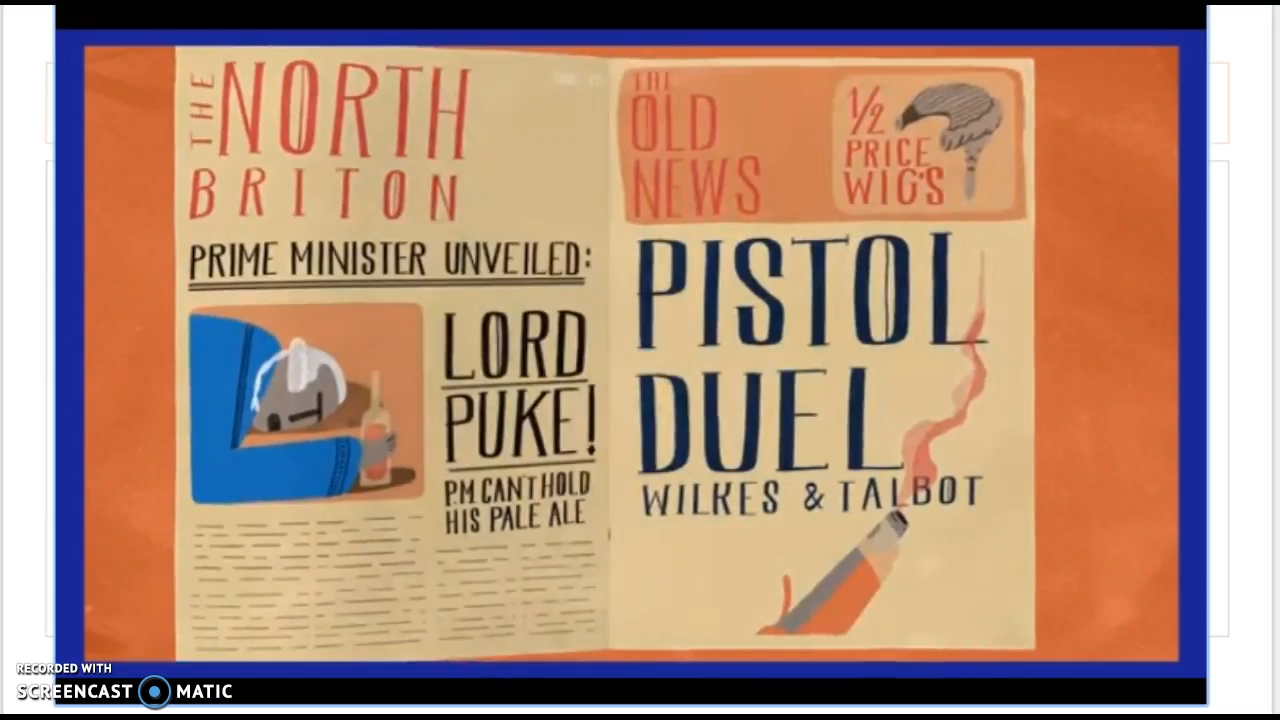 THE NORTH
BRITON
PRIME MINISTER UNVEILED:
LORD
PUKE!
P.M CANT HOLD
HIS PALE ALE
THE
OLD
NEWS
1/2
PRICE
WIG'S
PISTOL
DUEL
WILKES & TALBOT
RECORDED WITH
SCREENCAST MATIC